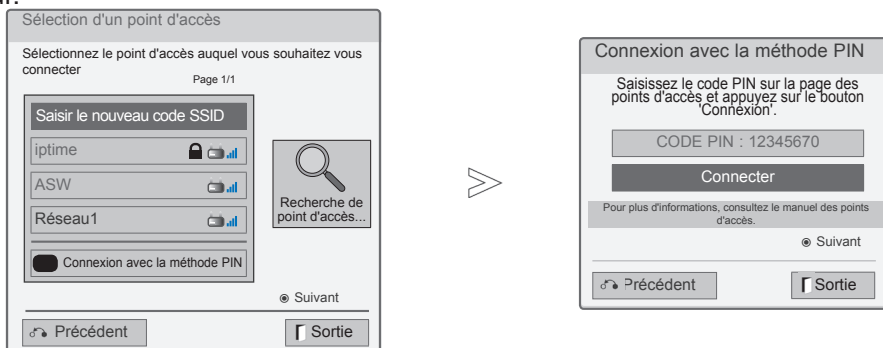 Sélection d'un point d'accès
Sélectionnez le point d'accès auquel vous souhaitez vous
connecter
Page 1/1
Saisir le nouveau code SSID
iptime
ASW
Réseau1
Connexion avec la méthode PIN
Recherche de
point d'accès...
Suivant
Précédent
Sortie
Connexion avec la méthode PIN
Saisissez le code PIN sur la page des
points d'accès et appuyez sur le bouton
'Connexion'.
CODE PIN : 12345670
Connecter
Pour plus d'informations, consultez le manuel des points
d'accès.
Suivant
Précédent
Sortie